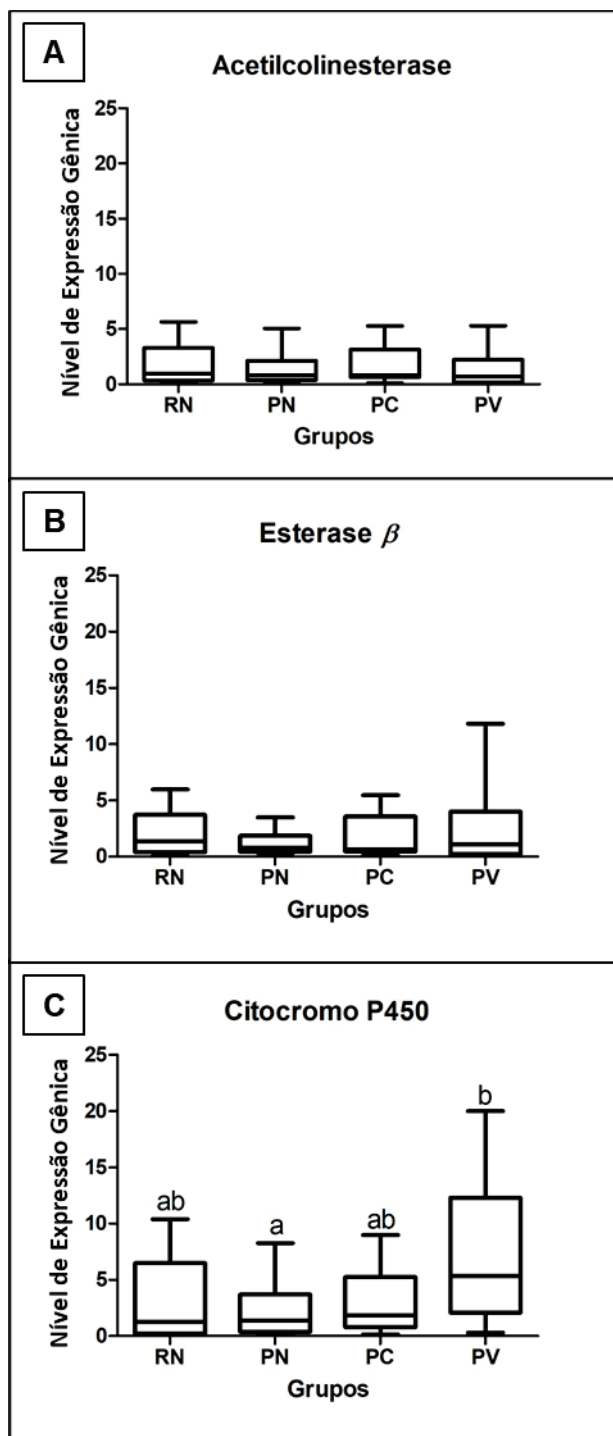 A
Acetilcolinesterase
Nível de Expressão Gênica
25
20
15
10
5
0
RN PN PC PV
Grupos
B
Esterase β
Nível de Expressão Gênica
25
20
15
10
5
0
RN PN PC PV
Grupos
C
Citocromo P450
Nível de Expressão Gênica
25
20
15
10
5
0
ab a ab b
RN PN PC PV
Grupos